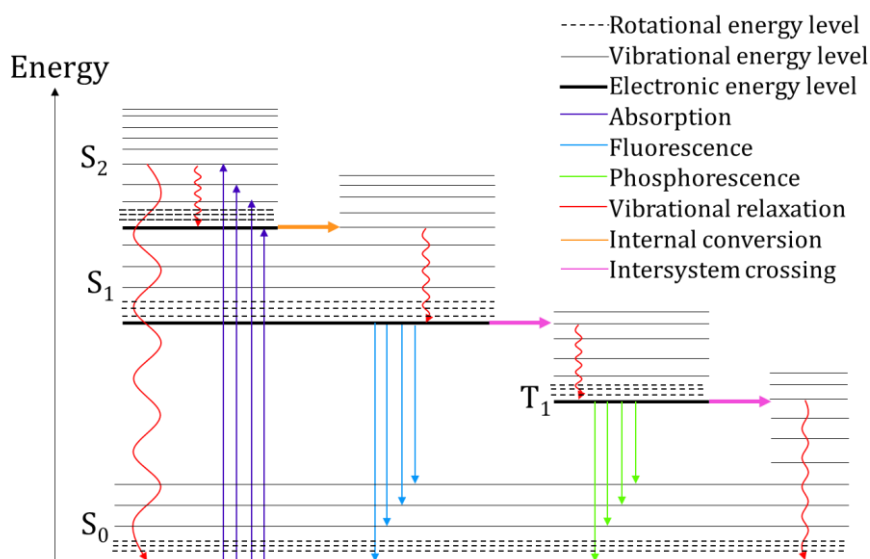 Rotational energy level
Vibrational energy level
Electronic energy level
Absorption
Fluorescence
Phosphorescence
Vibrational relaxation
Internal conversion
Intersystem crossing
Energy
S₂
S₁
T₁
S₀